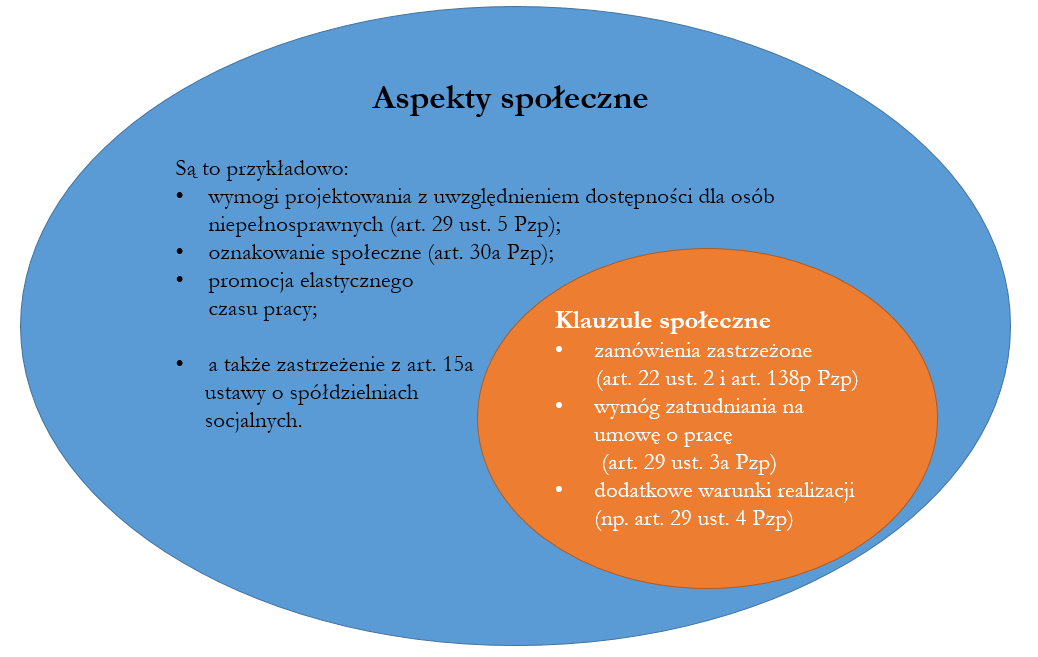 Aspekty społeczne
Są to przykładowo:
• wymogi projektowania z uwzględnieniem dostępności dla osób
niepełnosprawnych (art. 29 ust. 5 Pzp);
• oznakowanie społeczne (art. 30a Pzp);
• promocja elastycznego
czasu pracy;
• a także zastrzeżenie z art. 15a
ustawy o spółdzielniach
socjalnych.
Klauzule społeczne
• zamówienia zastrzeżone
(art. 22 ust. 2 i art. 138p Pzp)
• wymóg zatrudniania na
umowę o pracę
(art. 29 ust. 3a Pzp)
• dodatkowe warunki realizacji
(np. art. 29 ust. 4 Pzp)